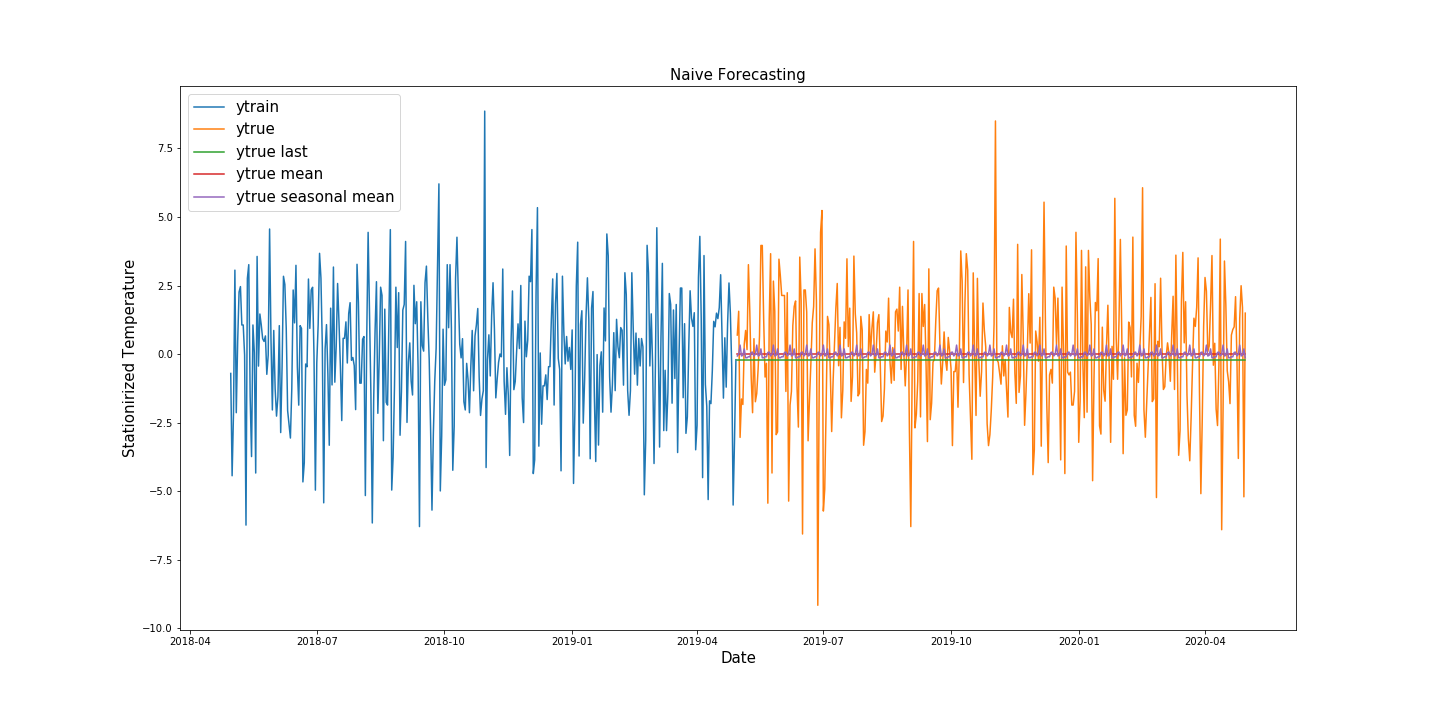 Naive Forecasting
ytrain
ytrue
ytrue last
ytrue mean
ytrue seasonal mean
7.5
5.0
2.5
0.0
−2.5
−5.0
−7.5
−10.0
Stationirized Temperature
2018-04 2018-07 2018-10 2019-01 2019-04 2019-07 2019-10 2020-01 2020-04
Date